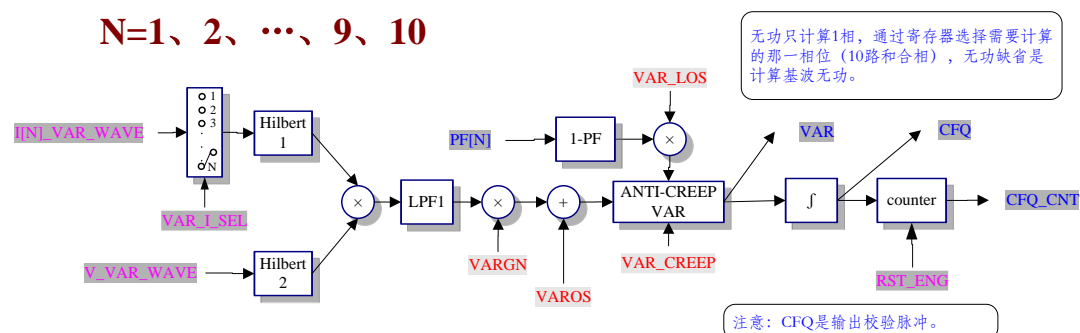 N=1、2、…、9、10
无功只计算1相，通过寄存器选择需要计算
的那一相位（10路和合相），无功缺省是
计算基波无功。
VAR_LOS
I[N]_VAR_WAVE
1
2
3
N
Hilbert
1
PF[N]
1-PF
×
VAR
CFQ
×
LPF1
×
+
ANTI-CREEP
VAR
∫
counter
CFQ_CNT
VAR_I_SEL
V_VAR_WAVE
Hilbert
2
VARGN
VAROS
VAR_CREEP
RST_ENG
注意：CFQ是输出校验脉冲。